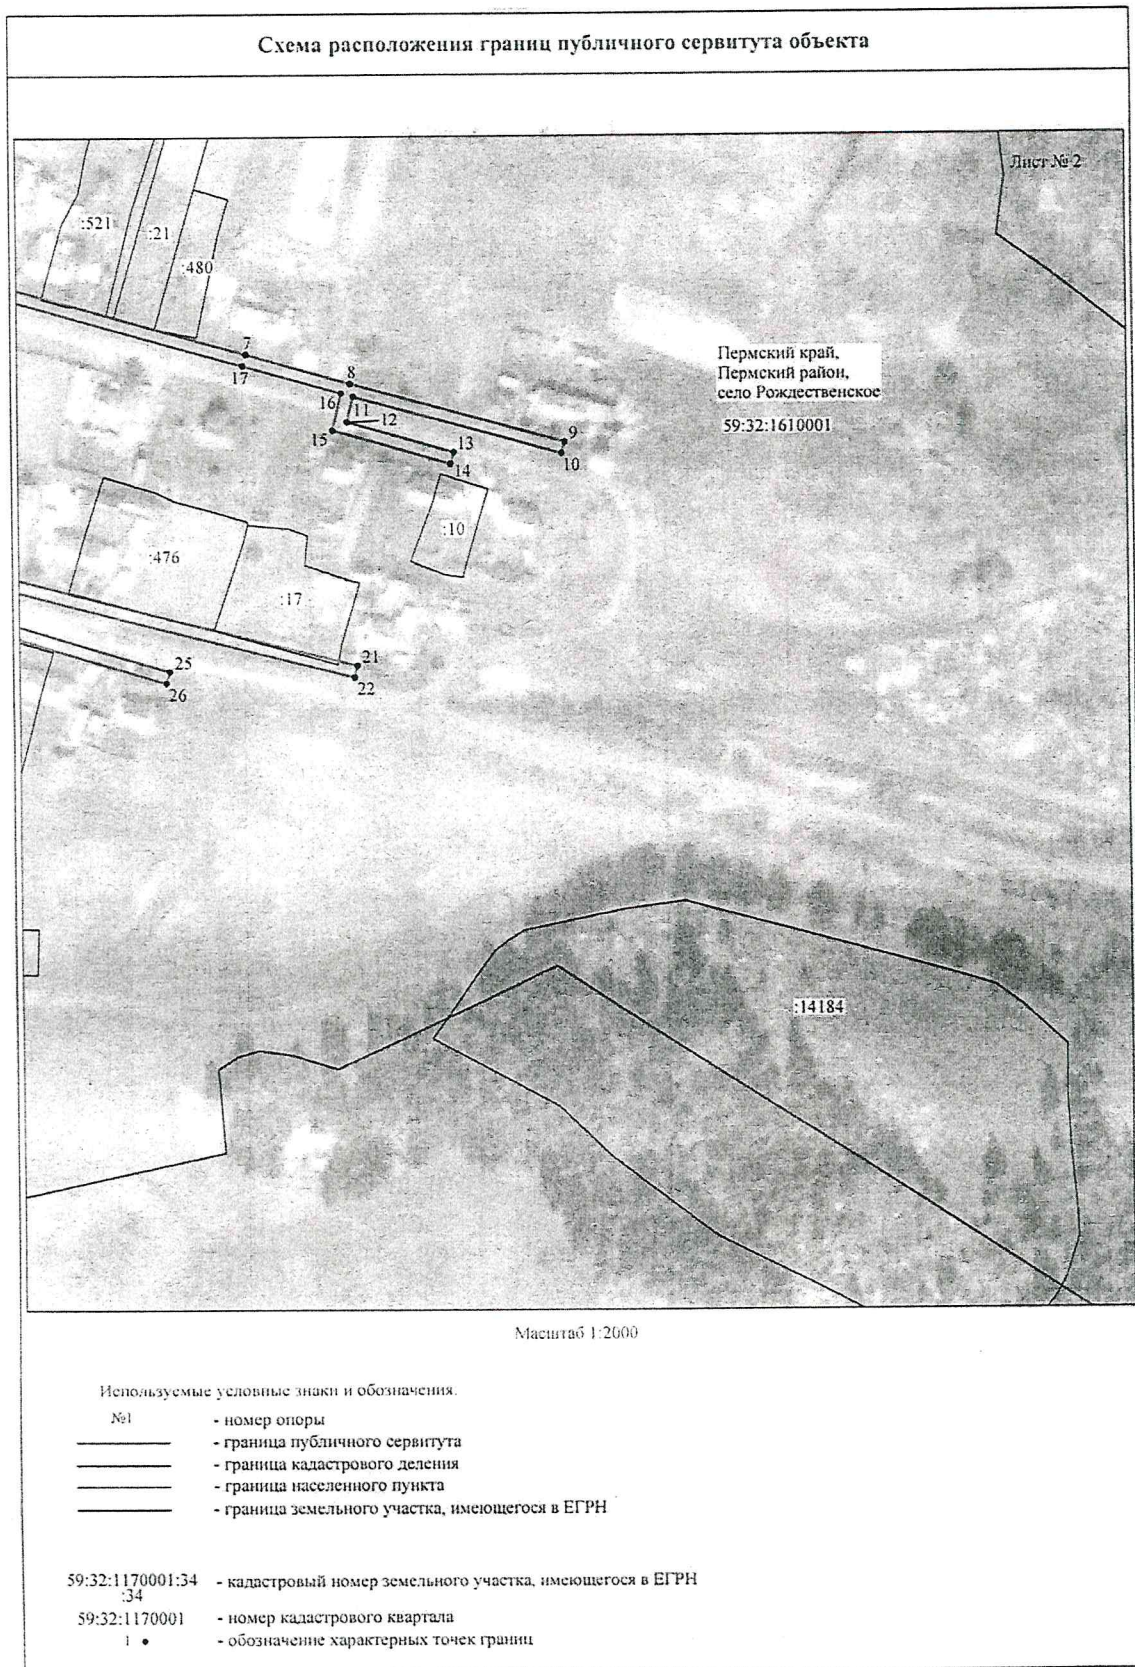 Схема расположения границ публичного сервитута объекта
Лист № 2
:521
:21
:480
7
8
17
Пермский край,
Пермский район,
село Рождественское
59:32:1610001
16
11
12
15
9
10
13
14
:10
:476
:17
21
22
25
26
:14184
Масштаб 1:2000
Используемые условные знаки и обозначения.
№1 - номер опоры
- граница публичного сервитута
- граница кадастрового деления
- граница населенного пункта
- граница земельного участка, имеющегося в ЕГРН
59:32:1170001:34 - кадастровый номер земельного участка, имеющегося в ЕГРН
:34
59:32:1170001 - номер кадастрового квартала
1 - обозначение характерных точек границ